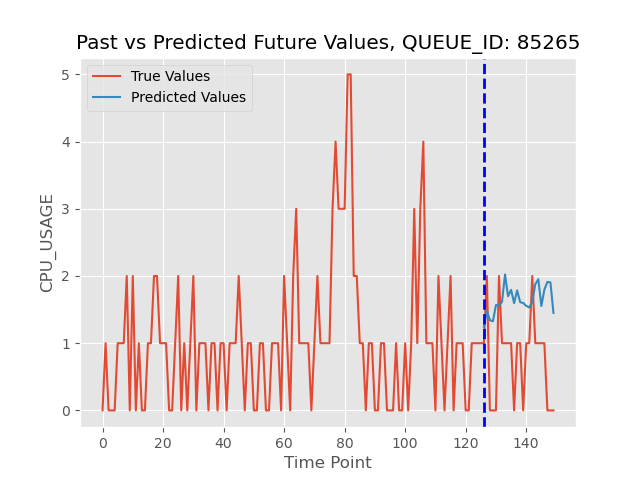 Past vs Predicted Future Values, QUEUE_ID: 85265
True Values
Predicted Values
5
4
3
2
1
0
CPU_USAGE
0 20 40 60 80 100 120 140
Time Point